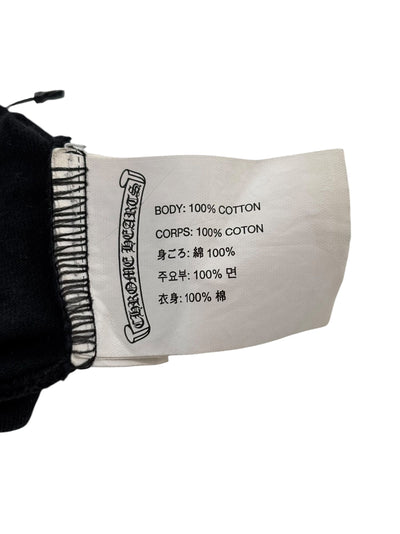 CHROME HEARTS
BODY: 100% COTTON
CORPS: 100% COTON
身ごろ: 綿 100%
주요부: 100% 면
衣身: 100% 棉